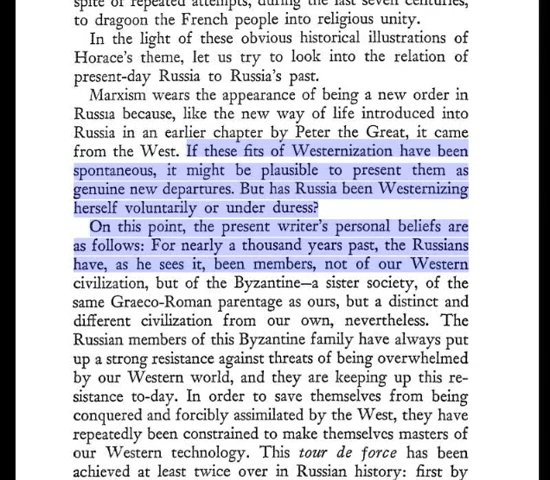 spite of repeated attempts, during the last seven centuries,
to dragoon the French people into religious unity.
In the light of these obvious historical illustrations of
Horace's theme, let us try to look into the relation of
present-day Russia to Russia's past.
Marxism wears the appearance of being a new order in
Russia because, like the new way of life introduced into
Russia in an earlier chapter by Peter the Great, it came
from the West. If these fits of Westernization have been
spontaneous, it might be plausible to present them as
genuine new departures. But has Russia been Westernizing
herself voluntarily or under duress?
On this point, the present writer's personal beliefs are
as follows: For nearly a thousand years past, the Russians
have, as he sees it, been members, not of our Western
civilization, but of the Byzantine—a sister society, of the
same Graeco-Roman parentage as ours, but a distinct and
different civilization from our own, nevertheless. The
Russian members of this Byzantine family have always put
up a strong resistance against threats of being overwhelmed
by our Western world, and they are keeping up this re-
sistance to-day. In order to save themselves from being
conquered and forcibly assimilated by the West, they have
repeatedly been constrained to make themselves masters of
our Western technology. This tour de force has been
achieved at least twice over in Russian history: first by